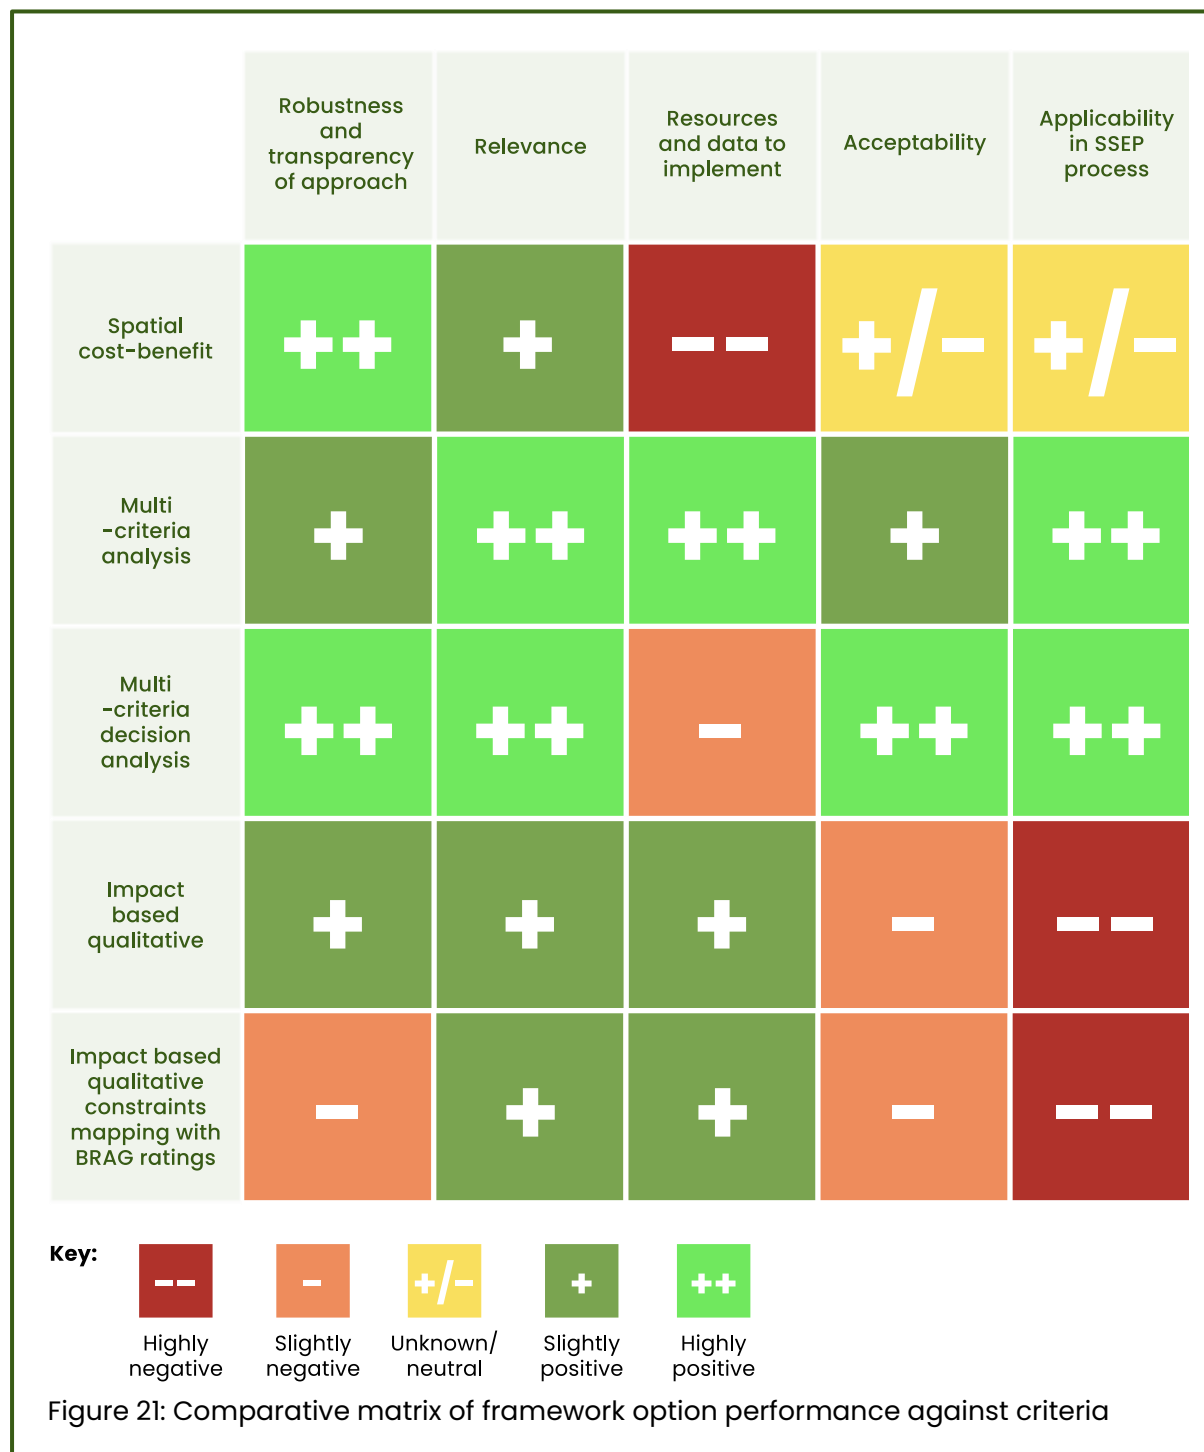 Robustness
and
transparency
of approach
Relevance
Resources
and data to
implement
Acceptability
Applicability
in SSEP
process
Spatial
cost-benefit
++
+
--
+/-
+/-
Multi
-criteria
analysis
+
++
++
+
++
Multi
-criteria
decision
analysis
++
++
-
++
++
Impact
based
qualitative
+
+
+
-
--
Impact based
qualitative
constraints
mapping with
BRAG ratings
-
+
+
-
--
Key:
--
-
+/-
+
++
Highly
negative
Slightly
negative
Unknown/
neutral
Slightly
positive
Highly
positive
Figure 21: Comparative matrix of framework option performance against criteria